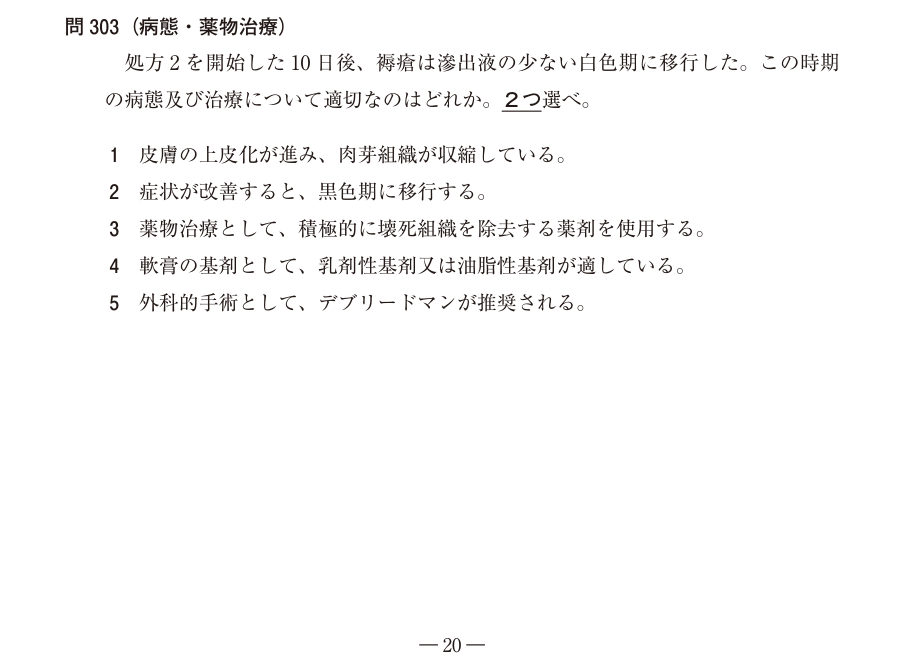 問 303（病態・薬物治療）
処方２を開始した 10 日後、褥瘡は滲出液の少ない白色期に移行した。この時期
の病態及び治療について適切なのはどれか。２つ選べ。
1 皮膚の上皮化が進み、肉芽組織が収縮している。
2 症状が改善すると、黒色期に移行する。
3 薬物治療として、積極的に壊死組織を除去する薬剤を使用する。
4 軟膏の基剤として、乳剤性基剤又は油脂性基剤が適している。
5 外科的手術として、デブリードマンが推奨される。
— 20 —